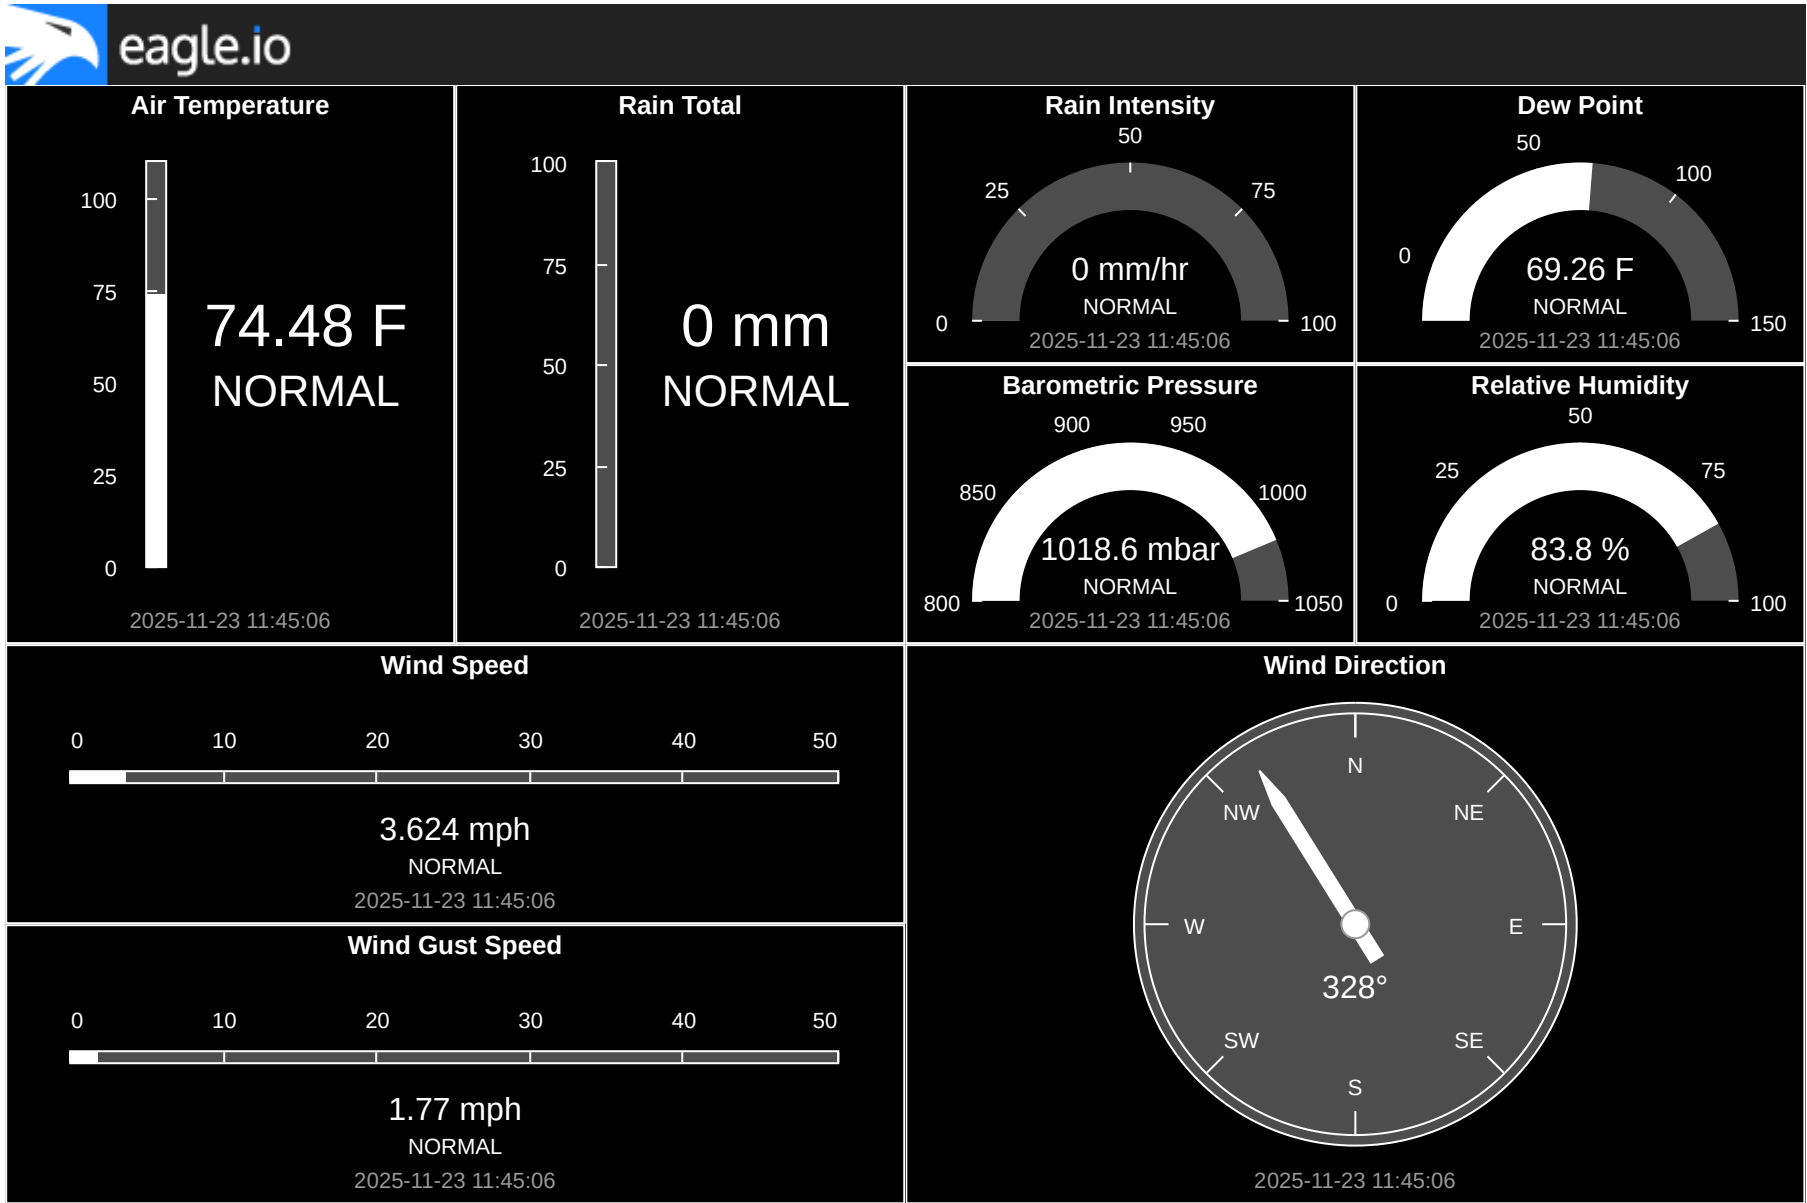 eagle.io
Air Temperature
100
75
50
25
0
74.48 F
NORMAL
2025-11-23 11:45:06
Rain Total
100
75
50
25
0
0 mm
NORMAL
2025-11-23 11:45:06
Rain Intensity
50
25
75
0
100
0 mm/hr
NORMAL
2025-11-23 11:45:06
Dew Point
50
100
0
150
69.26 F
NORMAL
2025-11-23 11:45:06
Barometric Pressure
900
950
850
1000
800
1050
1018.6 mbar
NORMAL
2025-11-23 11:45:06
Relative Humidity
50
25
75
0
100
83.8 %
NORMAL
2025-11-23 11:45:06
Wind Speed
0 10 20 30 40 50
3.624 mph
NORMAL
2025-11-23 11:45:06
Wind Gust Speed
0 10 20 30 40 50
1.77 mph
NORMAL
2025-11-23 11:45:06
Wind Direction
N
NW NE
W E
328°
SW SE
S
2025-11-23 11:45:06